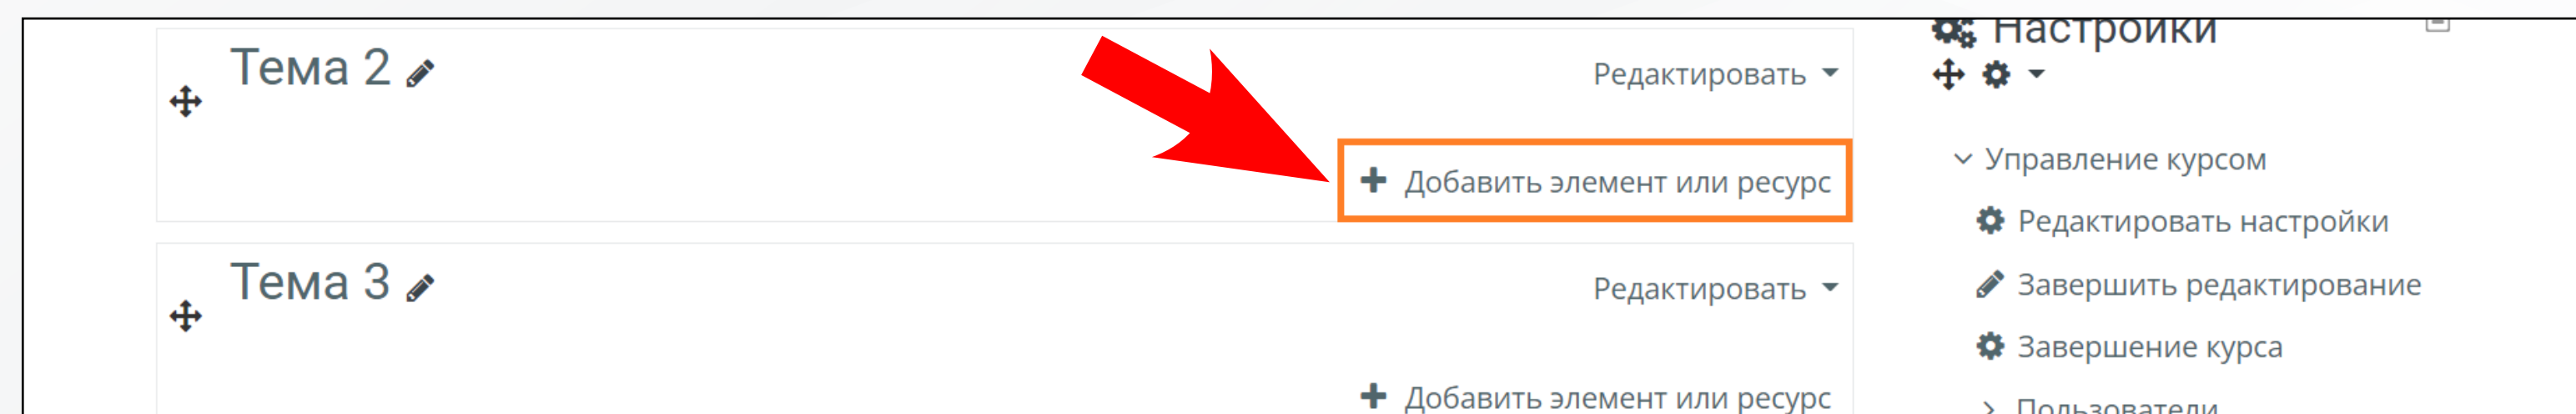 Тема 2
Редактировать
Добавить элемент или ресурс
Тема 3
Редактировать
Добавить элемент или ресурс
Настройки
Управление курсом
Редактировать настройки
Завершить редактирование
Завершение курса
Пользователи